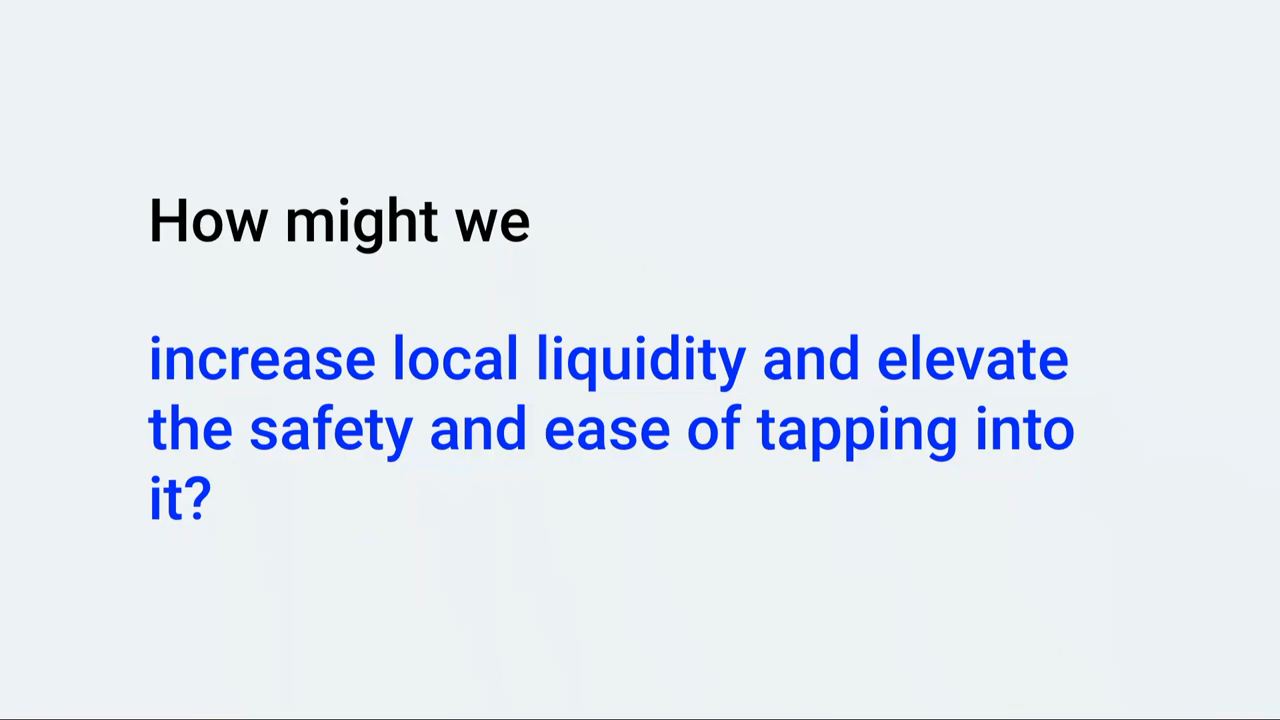 How might we
increase local liquidity and elevate
the safety and ease of tapping into
it?